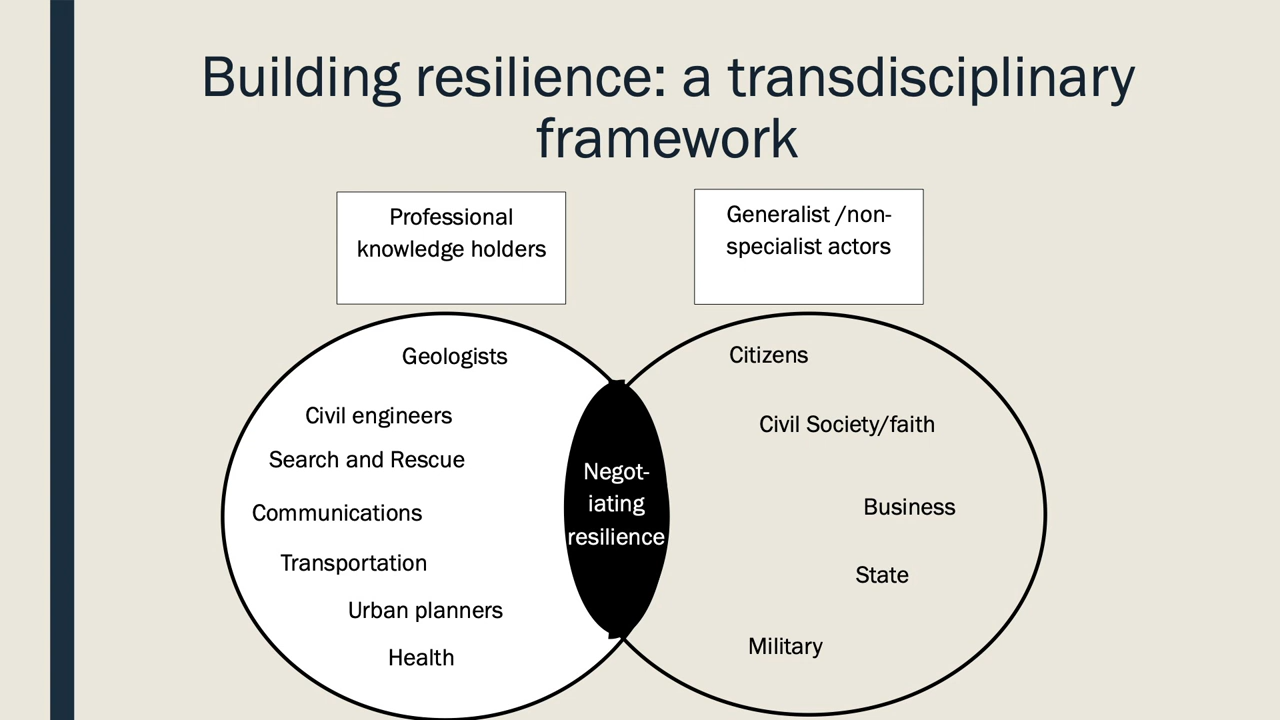 Building resilience: a transdisciplinary
framework
Professional
knowledge holders
Generalist /non-
specialist actors
Geologists
Civil engineers
Search and Rescue
Communications
Transportation
Urban planners
Health
Negot-
iating
resilience
Citizens
Civil Society/faith
Business
State
Military